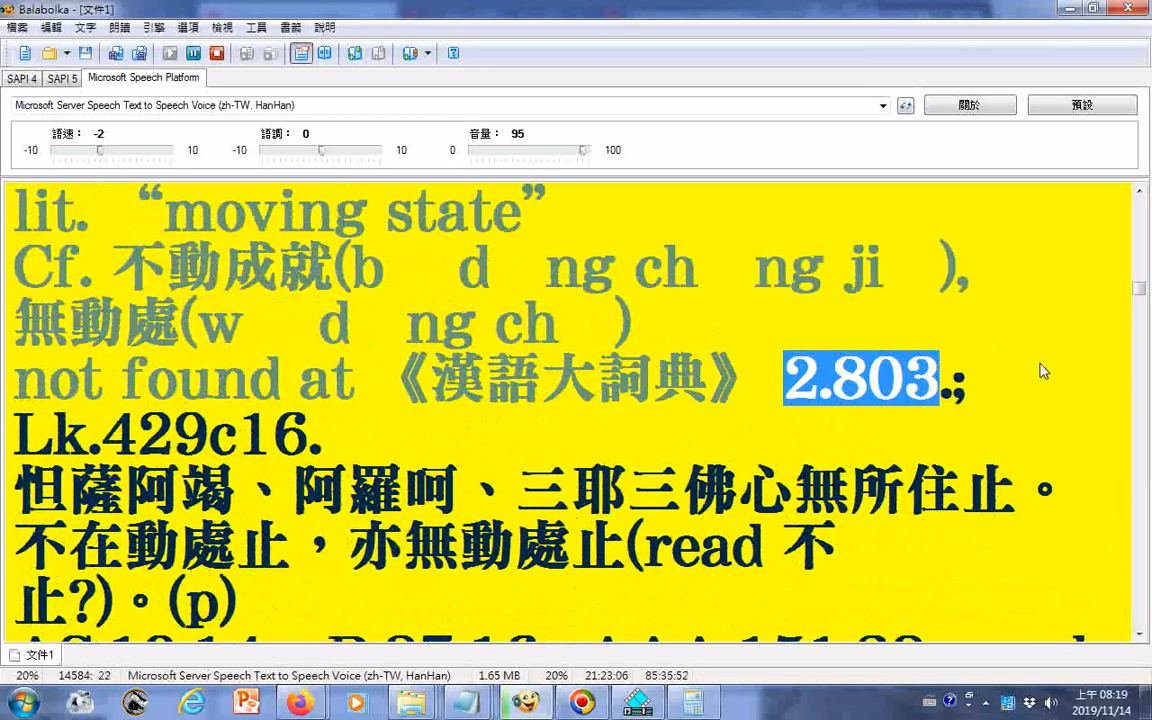 Balabolka - [文件1]
檔案 編輯 文字 朗讀 引擎 選項 檢視 工具 書籤 說明
SAPI 4 SAPI 5 Microsoft Speech Platform
Microsoft Server Speech Text to Speech Voice (zh-TW, HanHan) 關於 預設
語速： -2 語調： 0 音量： 95
-10 10 -10 10 0 100
lit. “moving state”
Cf. 不動成就(b d ng ch ng ji ),
無動處(w d ng ch )
not found at 《漢語大詞典》 2.803.;
Lk.429c16.
怛薩阿竭、阿羅呵、三耶三佛心無所住止。
不在動處止，亦無動處止(read 不
止?)。(p)
文件1
20% 14584: 22 Microsoft Server Speech Text to Speech Voice (zh-TW, HanHan) 1.65 MB 20% 21:23:06 85:35:52
上午 08:19
2019/11/14